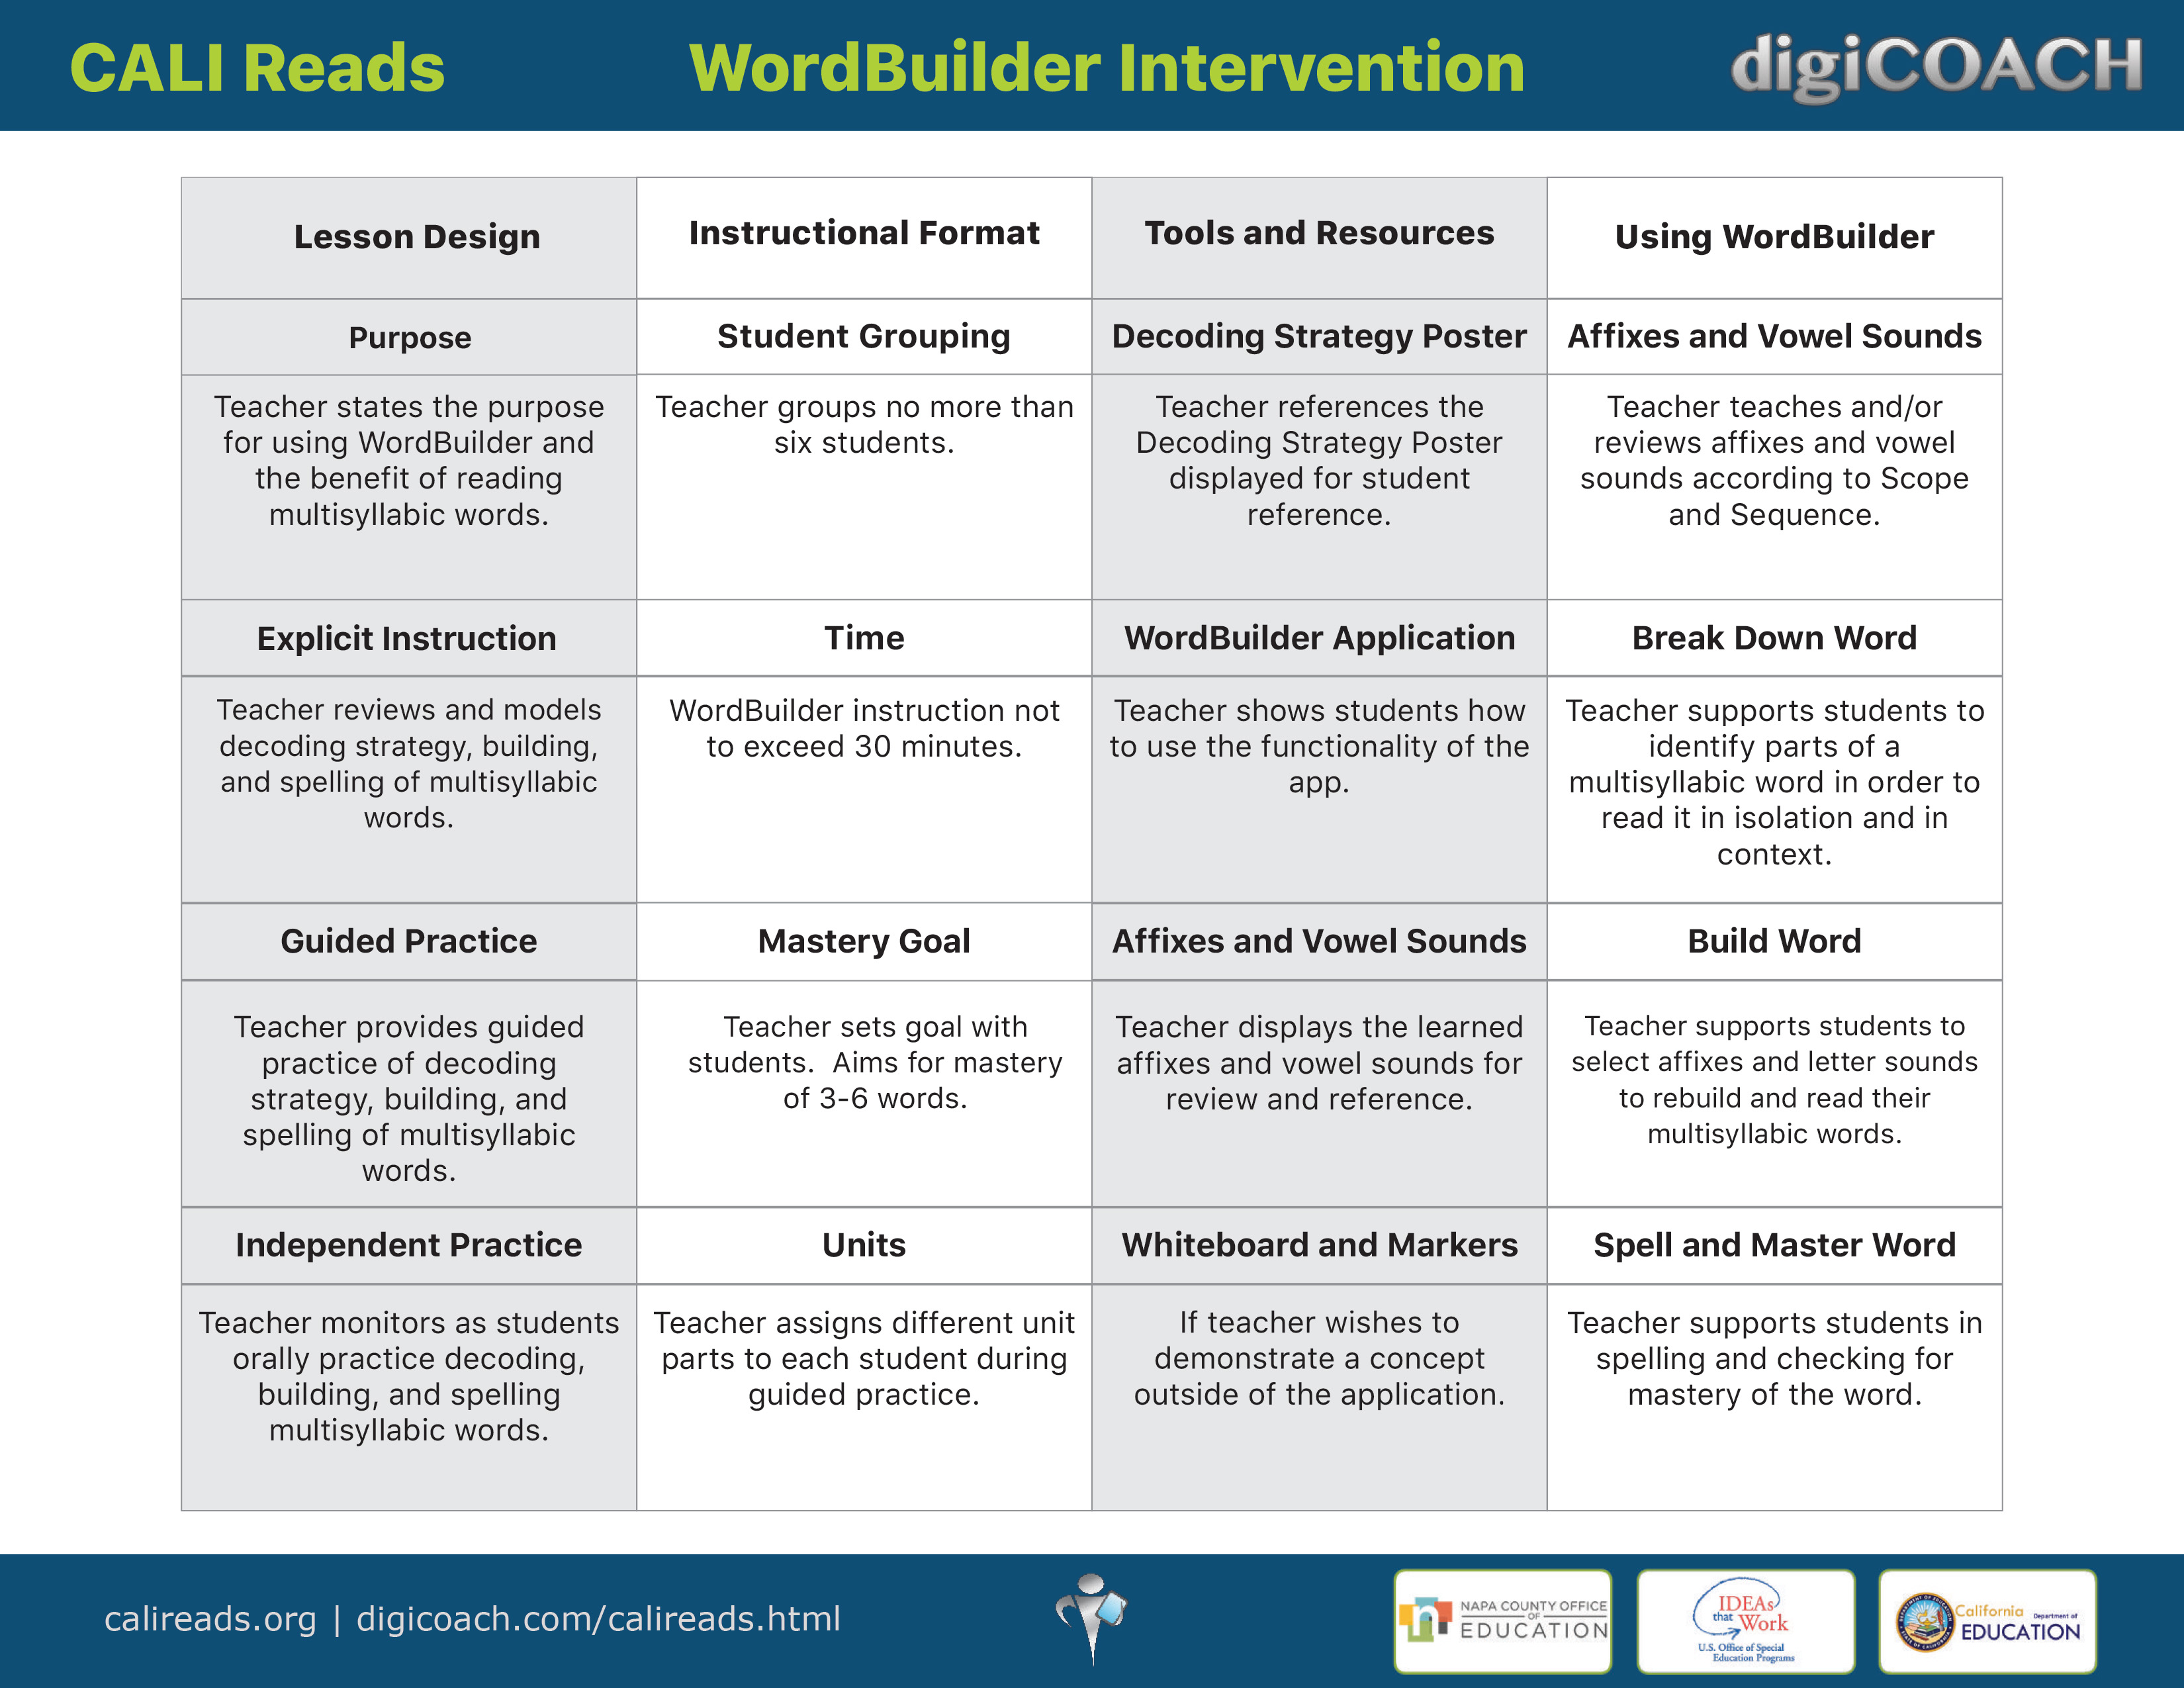 CALI Reads
WordBuilder Intervention
digiCOACH
Lesson Design
Instructional Format
Tools and Resources
Using WordBuilder
Purpose
Student Grouping
Decoding Strategy Poster
Affixes and Vowel Sounds
Teacher states the purpose
for using WordBuilder and
the benefit of reading
multisyllabic words.
Teacher groups no more than
six students.
Teacher references the
Decoding Strategy Poster
displayed for student
reference.
Teacher teaches and/or
reviews affixes and vowel
sounds according to Scope
and Sequence.
Explicit Instruction
Time
WordBuilder Application
Break Down Word
Teacher reviews and models
decoding strategy, building,
and spelling of multisyllabic
words.
WordBuilder instruction not
to exceed 30 minutes.
Teacher shows students how
to use the functionality of the
app.
Teacher supports students to
identify parts of a
multisyllabic word in order to
read it in isolation and in
context.
Guided Practice
Mastery Goal
Affixes and Vowel Sounds
Build Word
Teacher provides guided
practice of decoding
strategy, building, and
spelling of multisyllabic
words.
Teacher sets goal with
students.  Aims for mastery
of 3-6 words.
Teacher displays the learned
affixes and vowel sounds for
review and reference.
Teacher supports students to
select affixes and letter sounds
to rebuild and read their
multisyllabic words.
Independent Practice
Units
Whiteboard and Markers
Spell and Master Word
Teacher monitors as students
orally practice decoding,
building, and spelling
multisyllabic words.
Teacher assigns different unit
parts to each student during
guided practice.
If teacher wishes to
demonstrate a concept
outside of the application.
Teacher supports students in
spelling and checking for
mastery of the word.
calireads.org | digicoach.com/calireads.html
n
NAPA COUNTY OFFICE
OF
EDUCATION
IDEAs
that Work
U.S. Office of Special
Education Programs
California Department of
EDUCATION